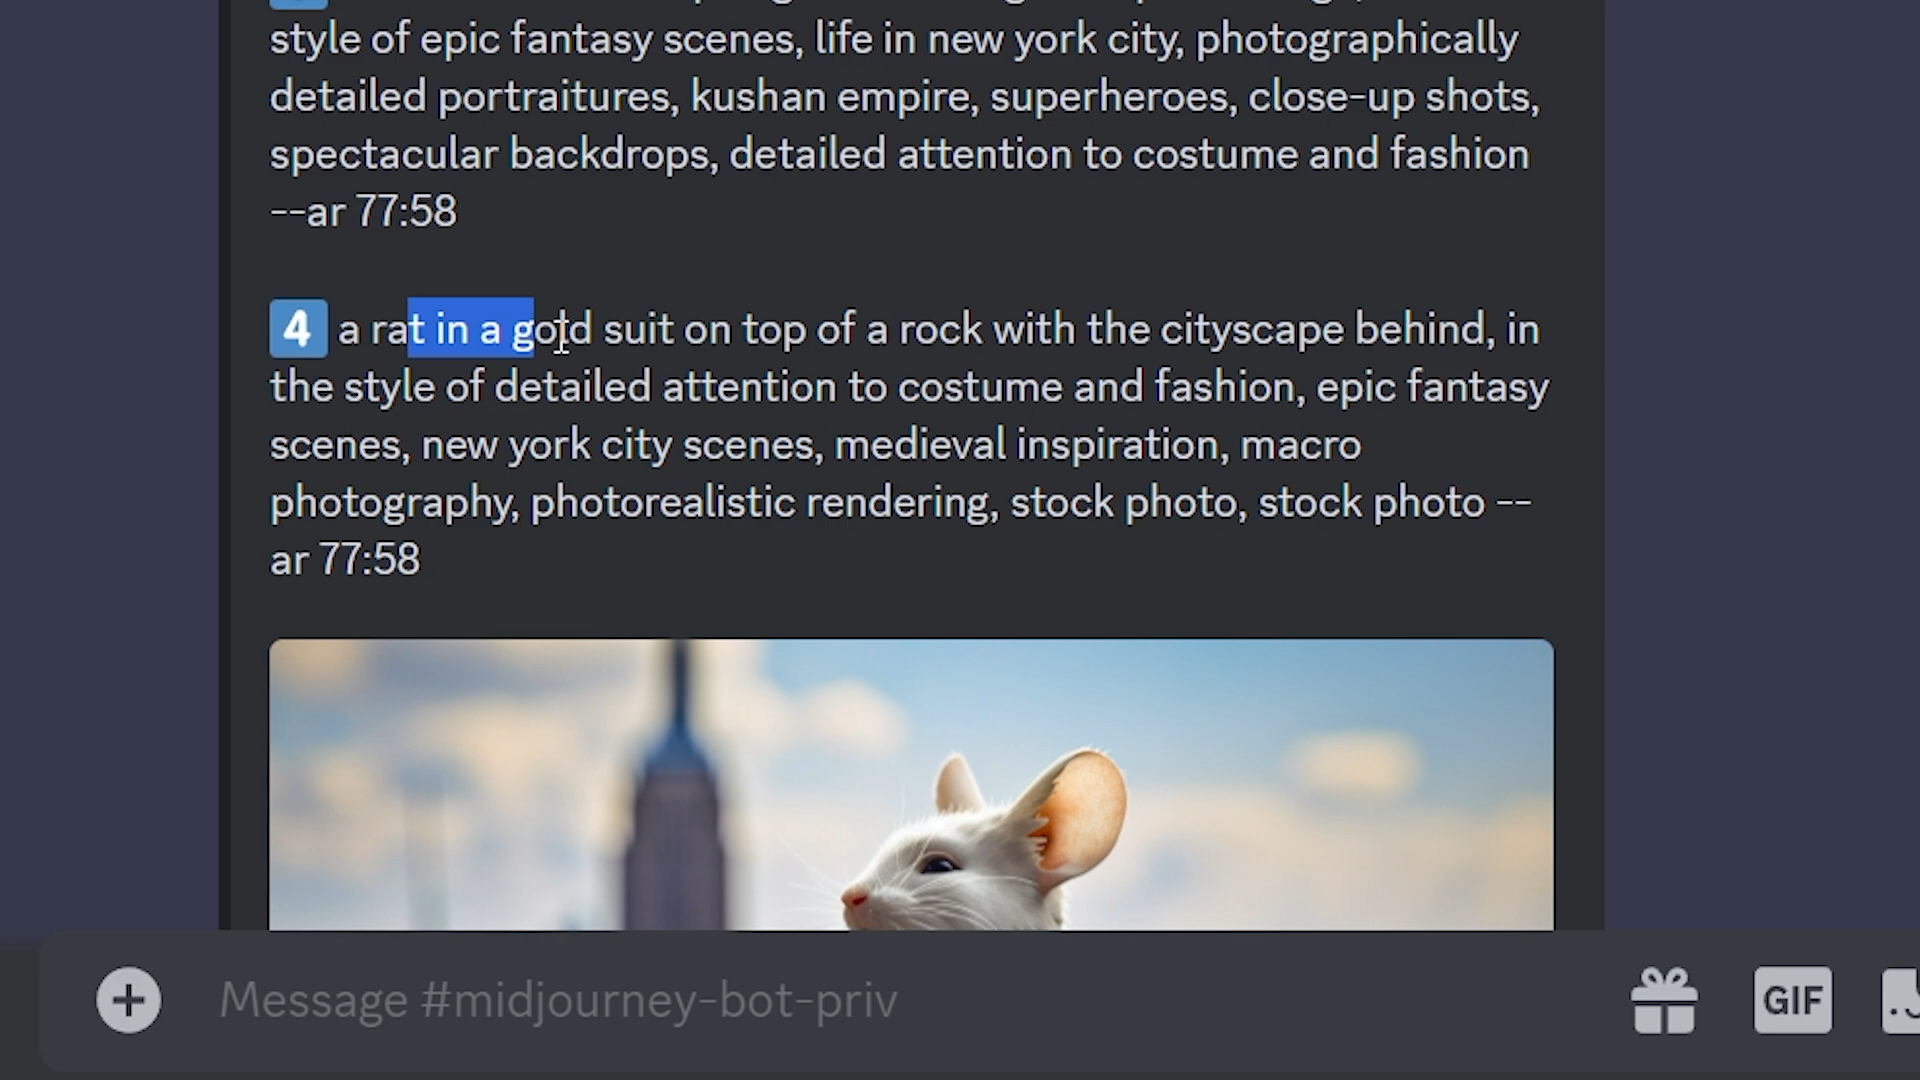 style of epic fantasy scenes, life in new york city, photographically
detailed portraitures, kushan empire, superheroes, close-up shots,
spectacular backdrops, detailed attention to costume and fashion
--ar 77:58
4 a rat in a gold suit on top of a rock with the cityscape behind, in
the style of detailed attention to costume and fashion, epic fantasy
scenes, new york city scenes, medieval inspiration, macro
photography, photorealistic rendering, stock photo, stock photo --
ar 77:58
Message #midjourney-bot-priv
GIF